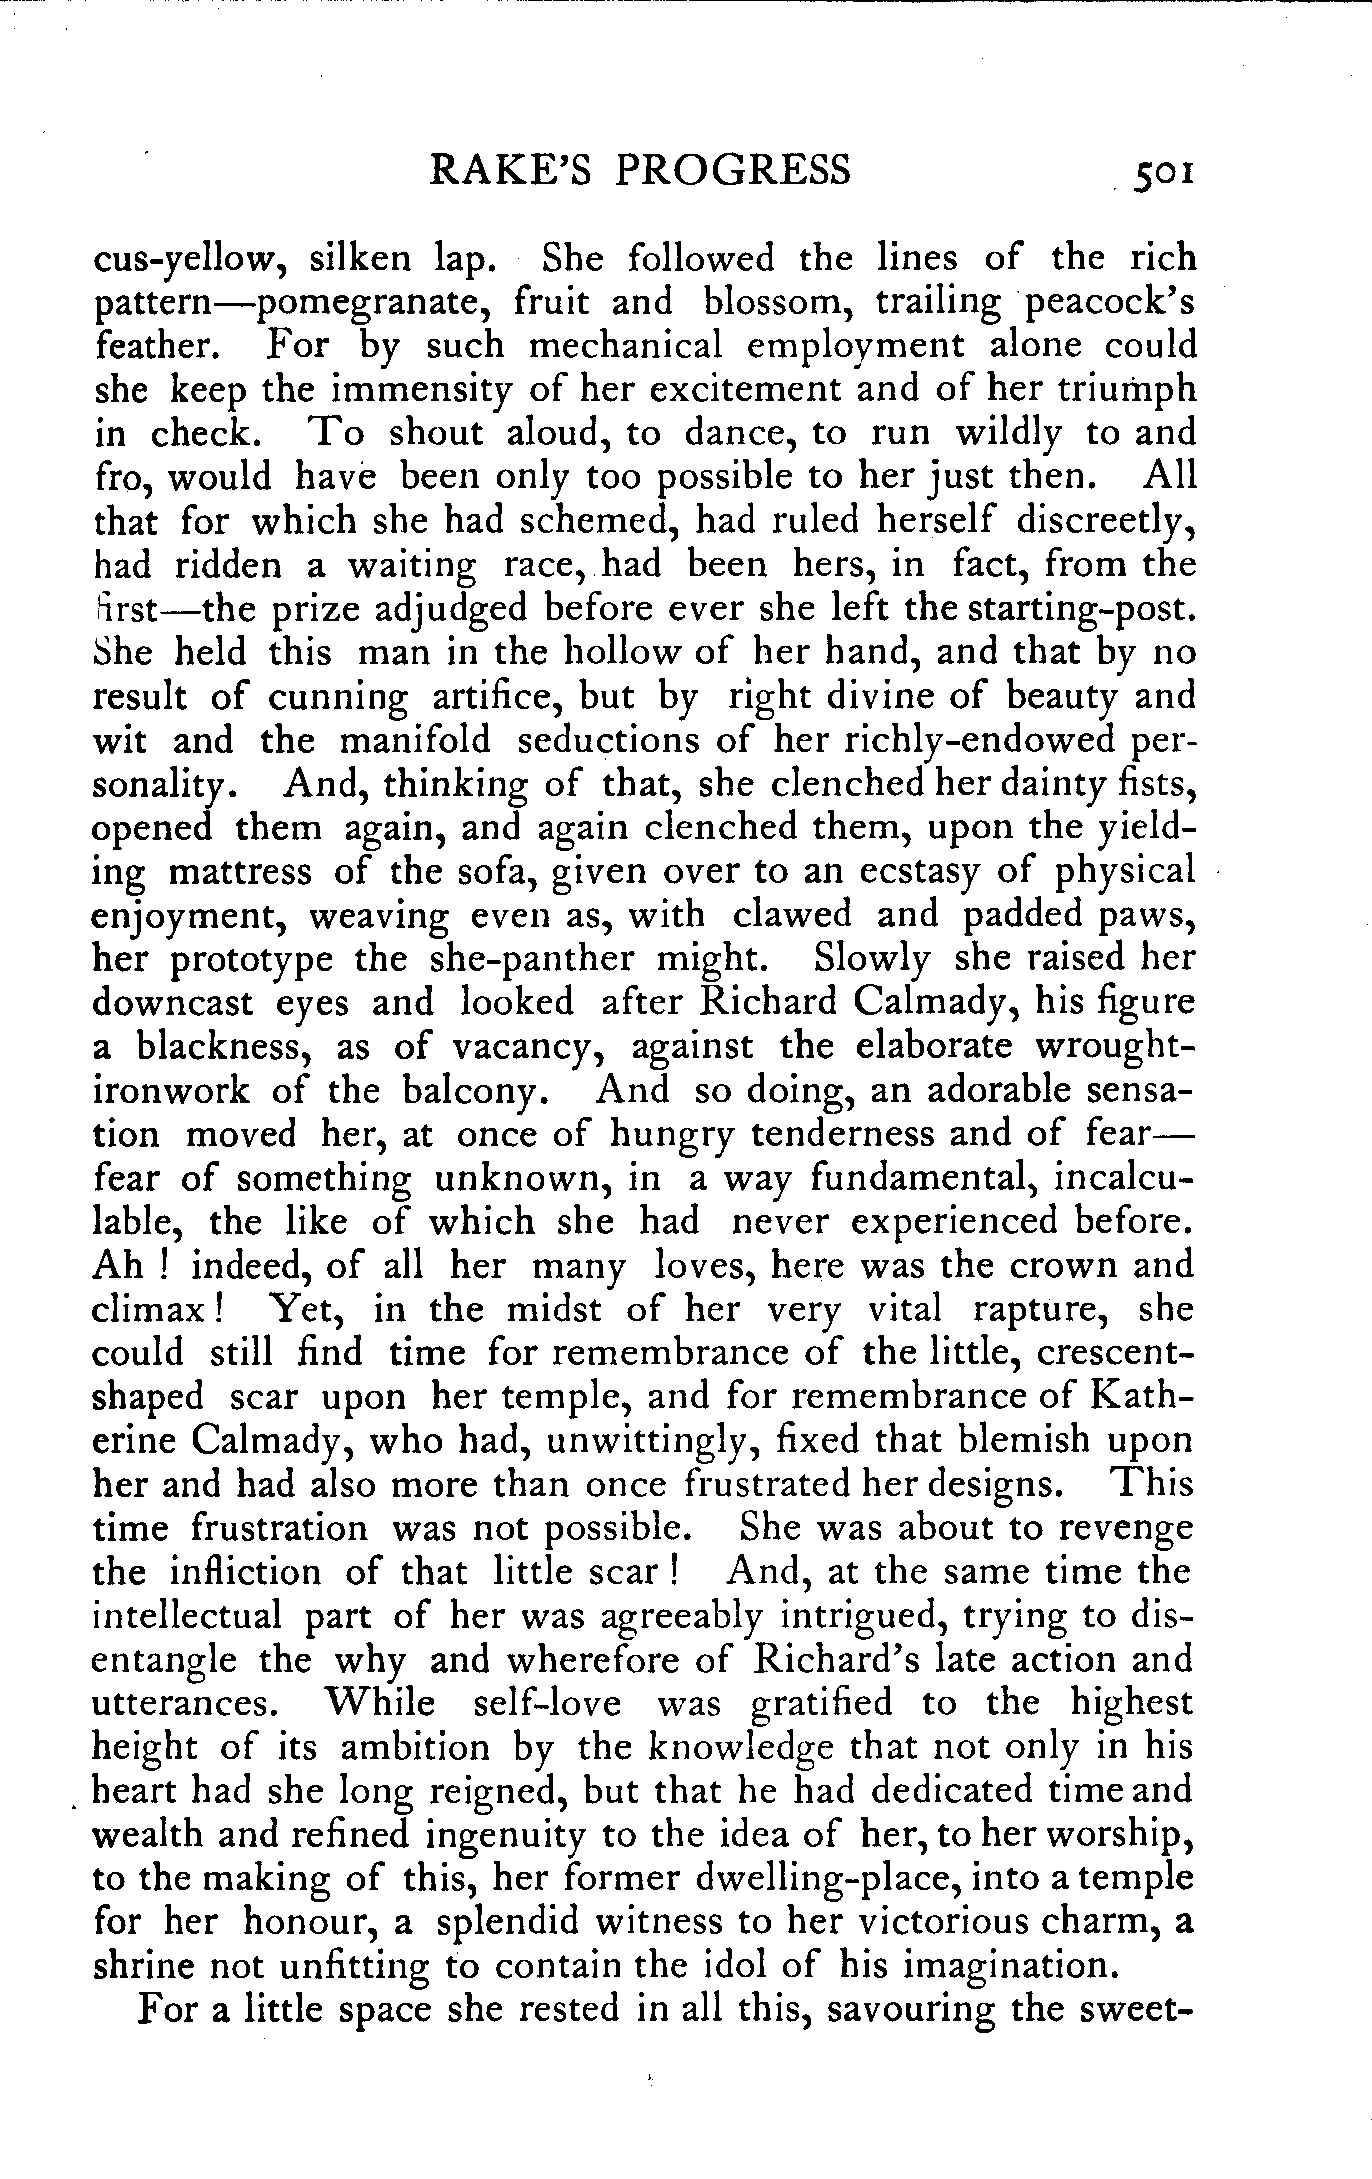 RAKE'S PROGRESS 501
cus-yellow, silken lap. She followed the lines of the rich
pattern—pomegranate, fruit and blossom, trailing peacock's
feather. For by such mechanical employment alone could
she keep the immensity of her excitement and of her triumph
in check. To shout aloud, to dance, to run wildly to and
fro, would have been only too possible to her just then. All
that for which she had schemed, had ruled herself discreetly,
had ridden a waiting race, had been hers, in fact, from the
first—the prize adjudged before ever she left the starting-post.
She held this man in the hollow of her hand, and that by no
result of cunning artifice, but by right divine of beauty and
wit and the manifold seductions of her richly-endowed per-
sonality. And, thinking of that, she clenched her dainty fists,
opened them again, and again clenched them, upon the yield-
ing mattress of the sofa, given over to an ecstasy of physical
enjoyment, weaving even as, with clawed and padded paws,
her prototype the she-panther might. Slowly she raised her
downcast eyes and looked after Richard Calmady, his figure
a blackness, as of vacancy, against the elaborate wrought-
ironwork of the balcony. And so doing, an adorable sensa-
tion moved her, at once of hungry tenderness and of fear—
fear of something unknown, in a way fundamental, incalcu-
lable, the like of which she had never experienced before.
Ah ! indeed, of all her many loves, here was the crown and
climax ! Yet, in the midst of her very vital rapture, she
could still find time for remembrance of the little, crescent-
shaped scar upon her temple, and for remembrance of Kath-
erine Calmady, who had, unwittingly, fixed that blemish upon
her and had also more than once frustrated her designs. This
time frustration was not possible. She was about to revenge
the infliction of that little scar ! And, at the same time the
intellectual part of her was agreeably intrigued, trying to dis-
entangle the why and wherefore of Richard's late action and
utterances. While self-love was gratified to the highest
height of its ambition by the knowledge that not only in his
heart had she long reigned, but that he had dedicated time and
wealth and refined ingenuity to the idea of her, to her worship,
to the making of this, her former dwelling-place, into a temple
for her honour, a splendid witness to her victorious charm, a
shrine not unfitting to contain the idol of his imagination.
For a little space she rested in all this, savouring the sweet-